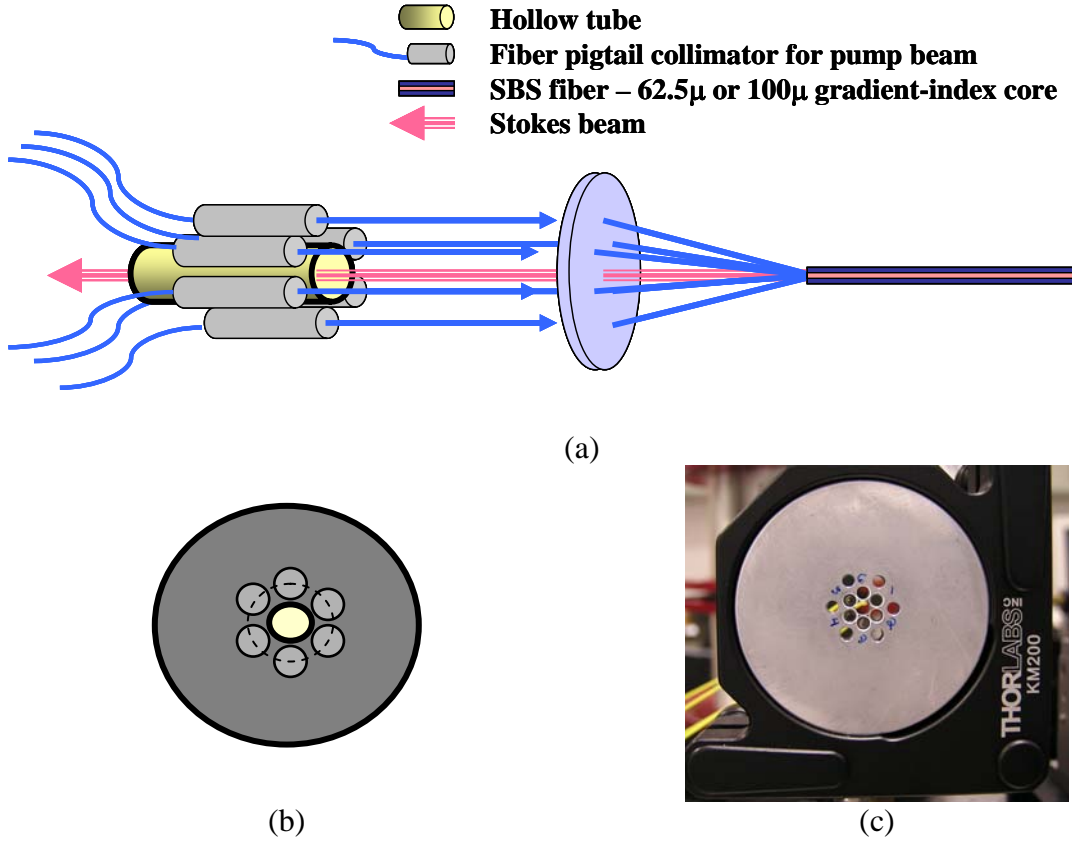 Hollow tube
Fiber pigtail collimator for pump beam
SBS fiber – 62.5μ or 100μ gradient-index core
Stokes beam
(a)
THORLABS INC
KM200
(b)
(c)